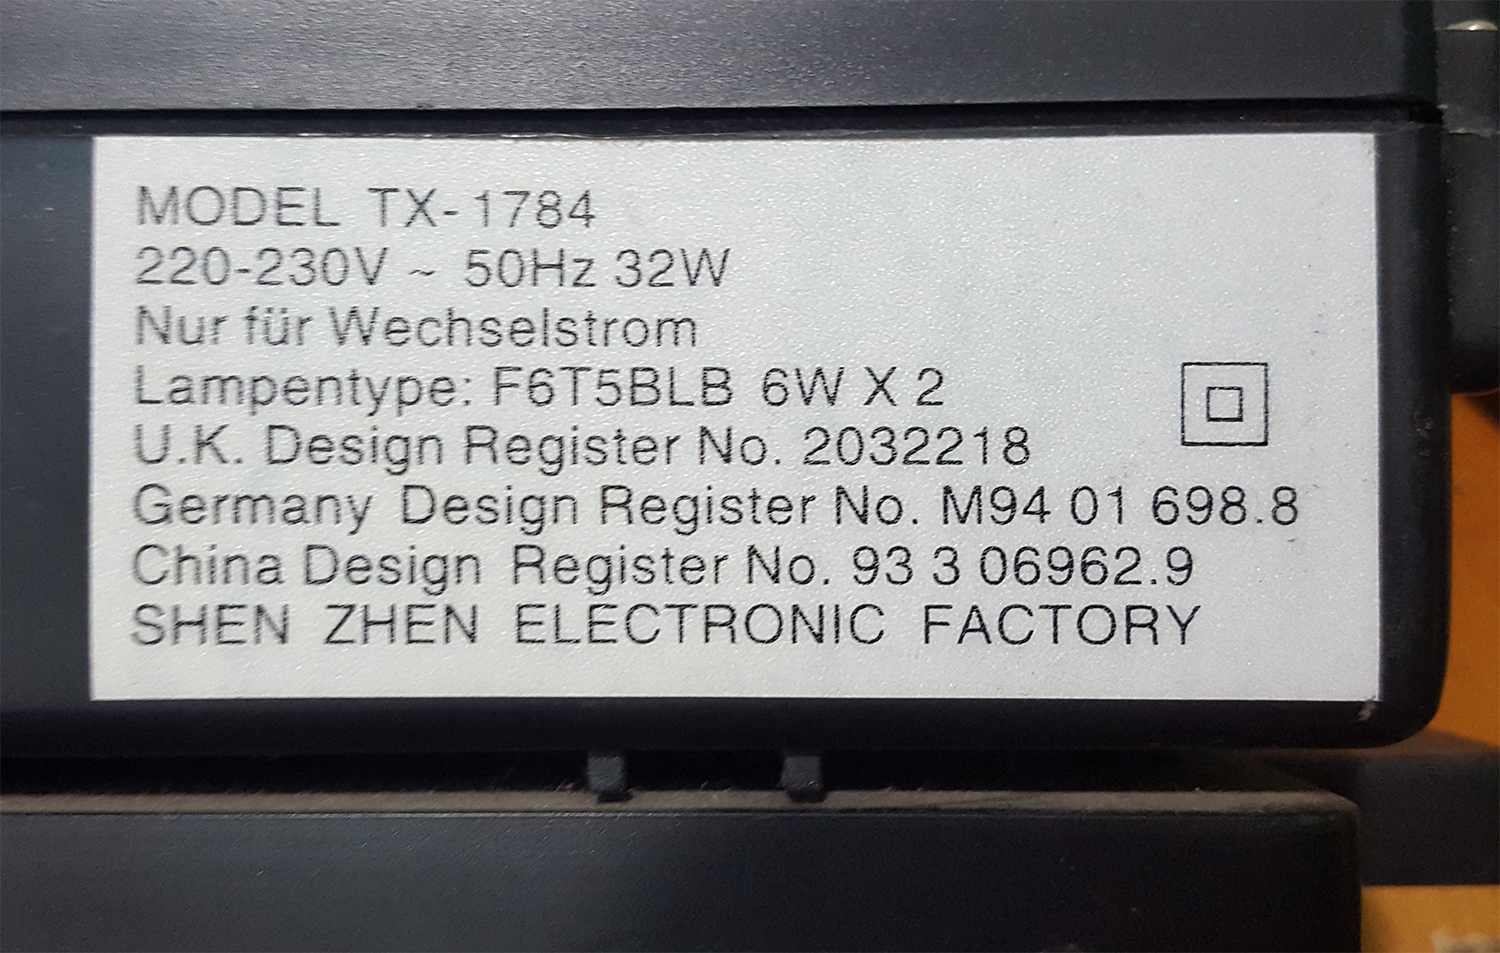 MODEL TX-1784
220-230V ~ 50Hz 32W
Nur für Wechselstrom
Lampentype: F6T5BLB 6W X 2
U.K. Design Register No. 2032218
Germany Design Register No. M94 01 698.8
China Design Register No. 93 3 06962.9
SHEN ZHEN ELECTRONIC FACTORY